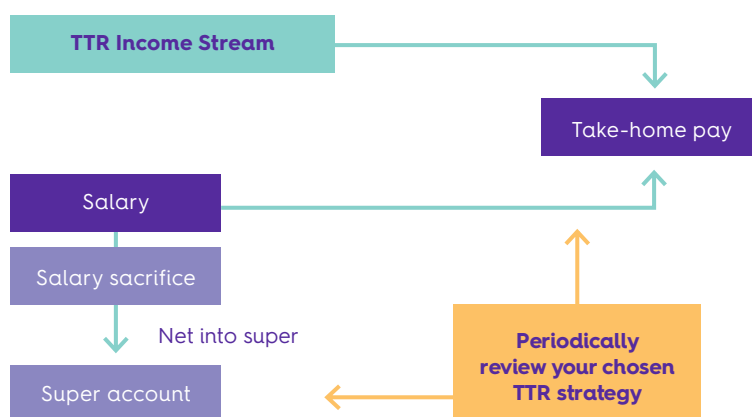 TTR Income Stream
Take-home pay
Salary
Salary sacrifice
Net into super
Super account
Periodically
review your chosen
TTR strategy